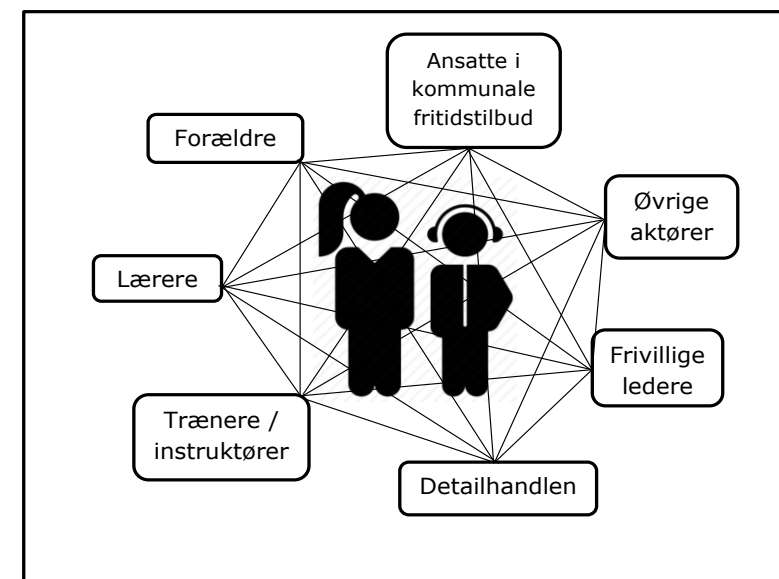 Ansatte i
kommunale
fritidstilbud
Forældre
Øvrige
aktører
Lærere
Frivillige
ledere
Trænere /
instruktører
Detailhandlen